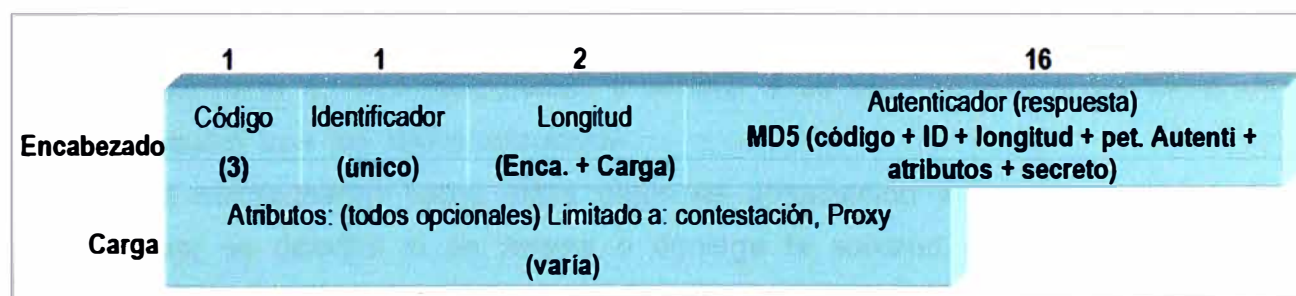 1 1 2 16
Encabezado
Código
(3)
Identificador
(único)
Longitud
(Enca. + Carga)
Autenticador (respuesta)
MD5 (código + ID + longitud + pet. Autenti +
atributos + secreto)
Carga
Atributos: (todos opcionales) Limitado a: contestación, Proxy
(varía)